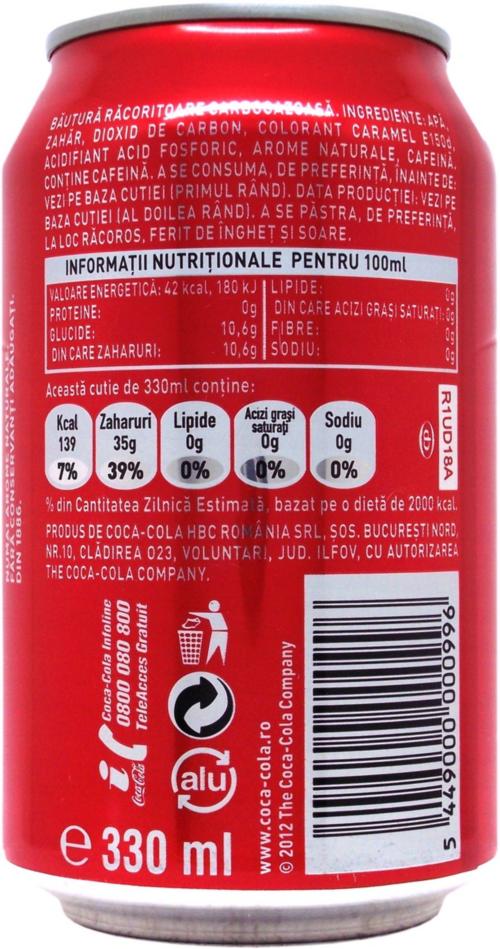 BĂUTURĂ RĂCORITOARE CARBOGAZOASĂ. INGREDIENTE: APĂ,
ZAHĂR, DIOXID DE CARBON, COLORANT CARAMEL E150d,
ACIDIFIANT ACID FOSFORIC, AROME NATURALE, CAFEINĂ.
CONȚINE CAFEINĂ. A SE CONSUMA, DE PREFERINȚĂ, ÎNAINTE DE:
VEZI PE BAZA CUTIEI (PRIMUL RÂND). DATA PRODUCȚIEI: VEZI PE
BAZA CUTIEI (AL DOILEA RÂND). A SE PĂSTRA, DE PREFERINȚĂ,
LA LOC RĂCOROS, FERIT DE ÎNGHEȚ ȘI SOARE.
INFORMAȚII NUTRIȚIONALE PENTRU 100ml
VALOARE ENERGETICĂ: 42 kcal, 180 kJ
PROTEINE: 0g
GLUCIDE: 10,6g
DIN CARE ZAHARURI: 10,6g
LIPIDE: 0g
DIN CARE ACIZI GRAȘI SATURAȚI: 0g
FIBRE: 0g
SODIU: 0g
Această cutie de 330ml conține:
Kcal 139 7%
Zaharuri 35g 39%
Lipide 0g 0%
Acizi grași saturați 0g 0%
Sodiu 0g 0%
R1UD18A
% din Cantitatea Zilnică Estimată, bazat pe o dietă de 2000 kcal.
PRODUS DE COCA-COLA HBC ROMÂNIA SRL, ȘOS. BUCUREȘTI NORD,
NR.10, CLĂDIREA O23, VOLUNTARI, JUD. ILFOV, CU AUTORIZAREA
THE COCA-COLA COMPANY.
FĂRĂ CONSERVANȚI ADĂUGAȚI.
DIN 1886.
Coca-Cola Infoline
0800 080 800
TeleAcces Gratuit
Coca-Cola
alu
www.coca-cola.ro
© 2012 The Coca-Cola Company
e 330 ml
5 449000 000996